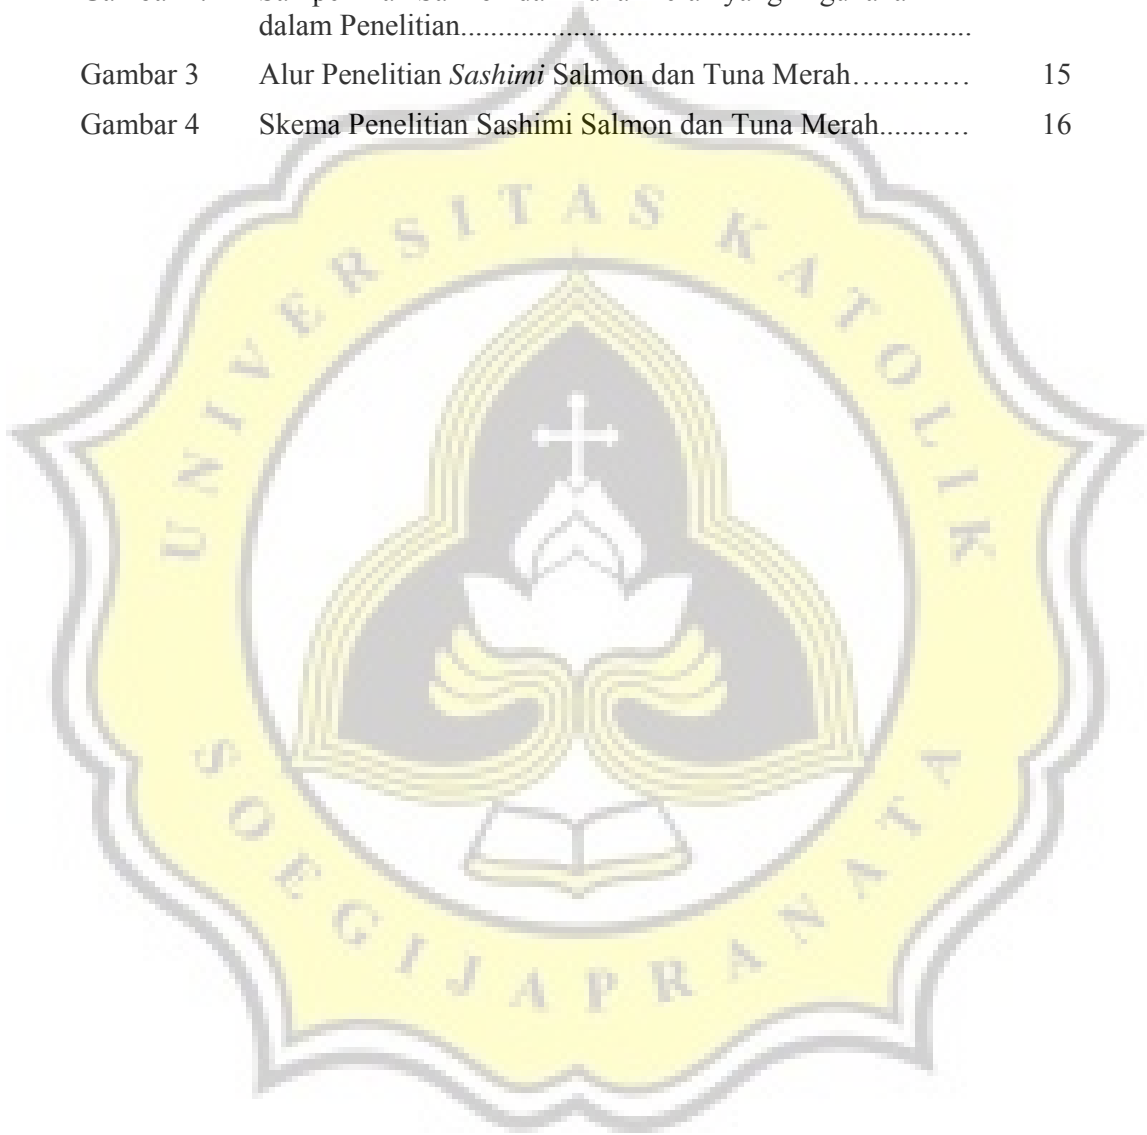 dalam Penelitian......................................................................
Gambar 3 Alur Penelitian Sashimi Salmon dan Tuna Merah………… 15
Gambar 4 Skema Penelitian Sashimi Salmon dan Tuna Merah.......…. 16
UNIVERSITAS KATOLIK
SOEGIJAPRANATA